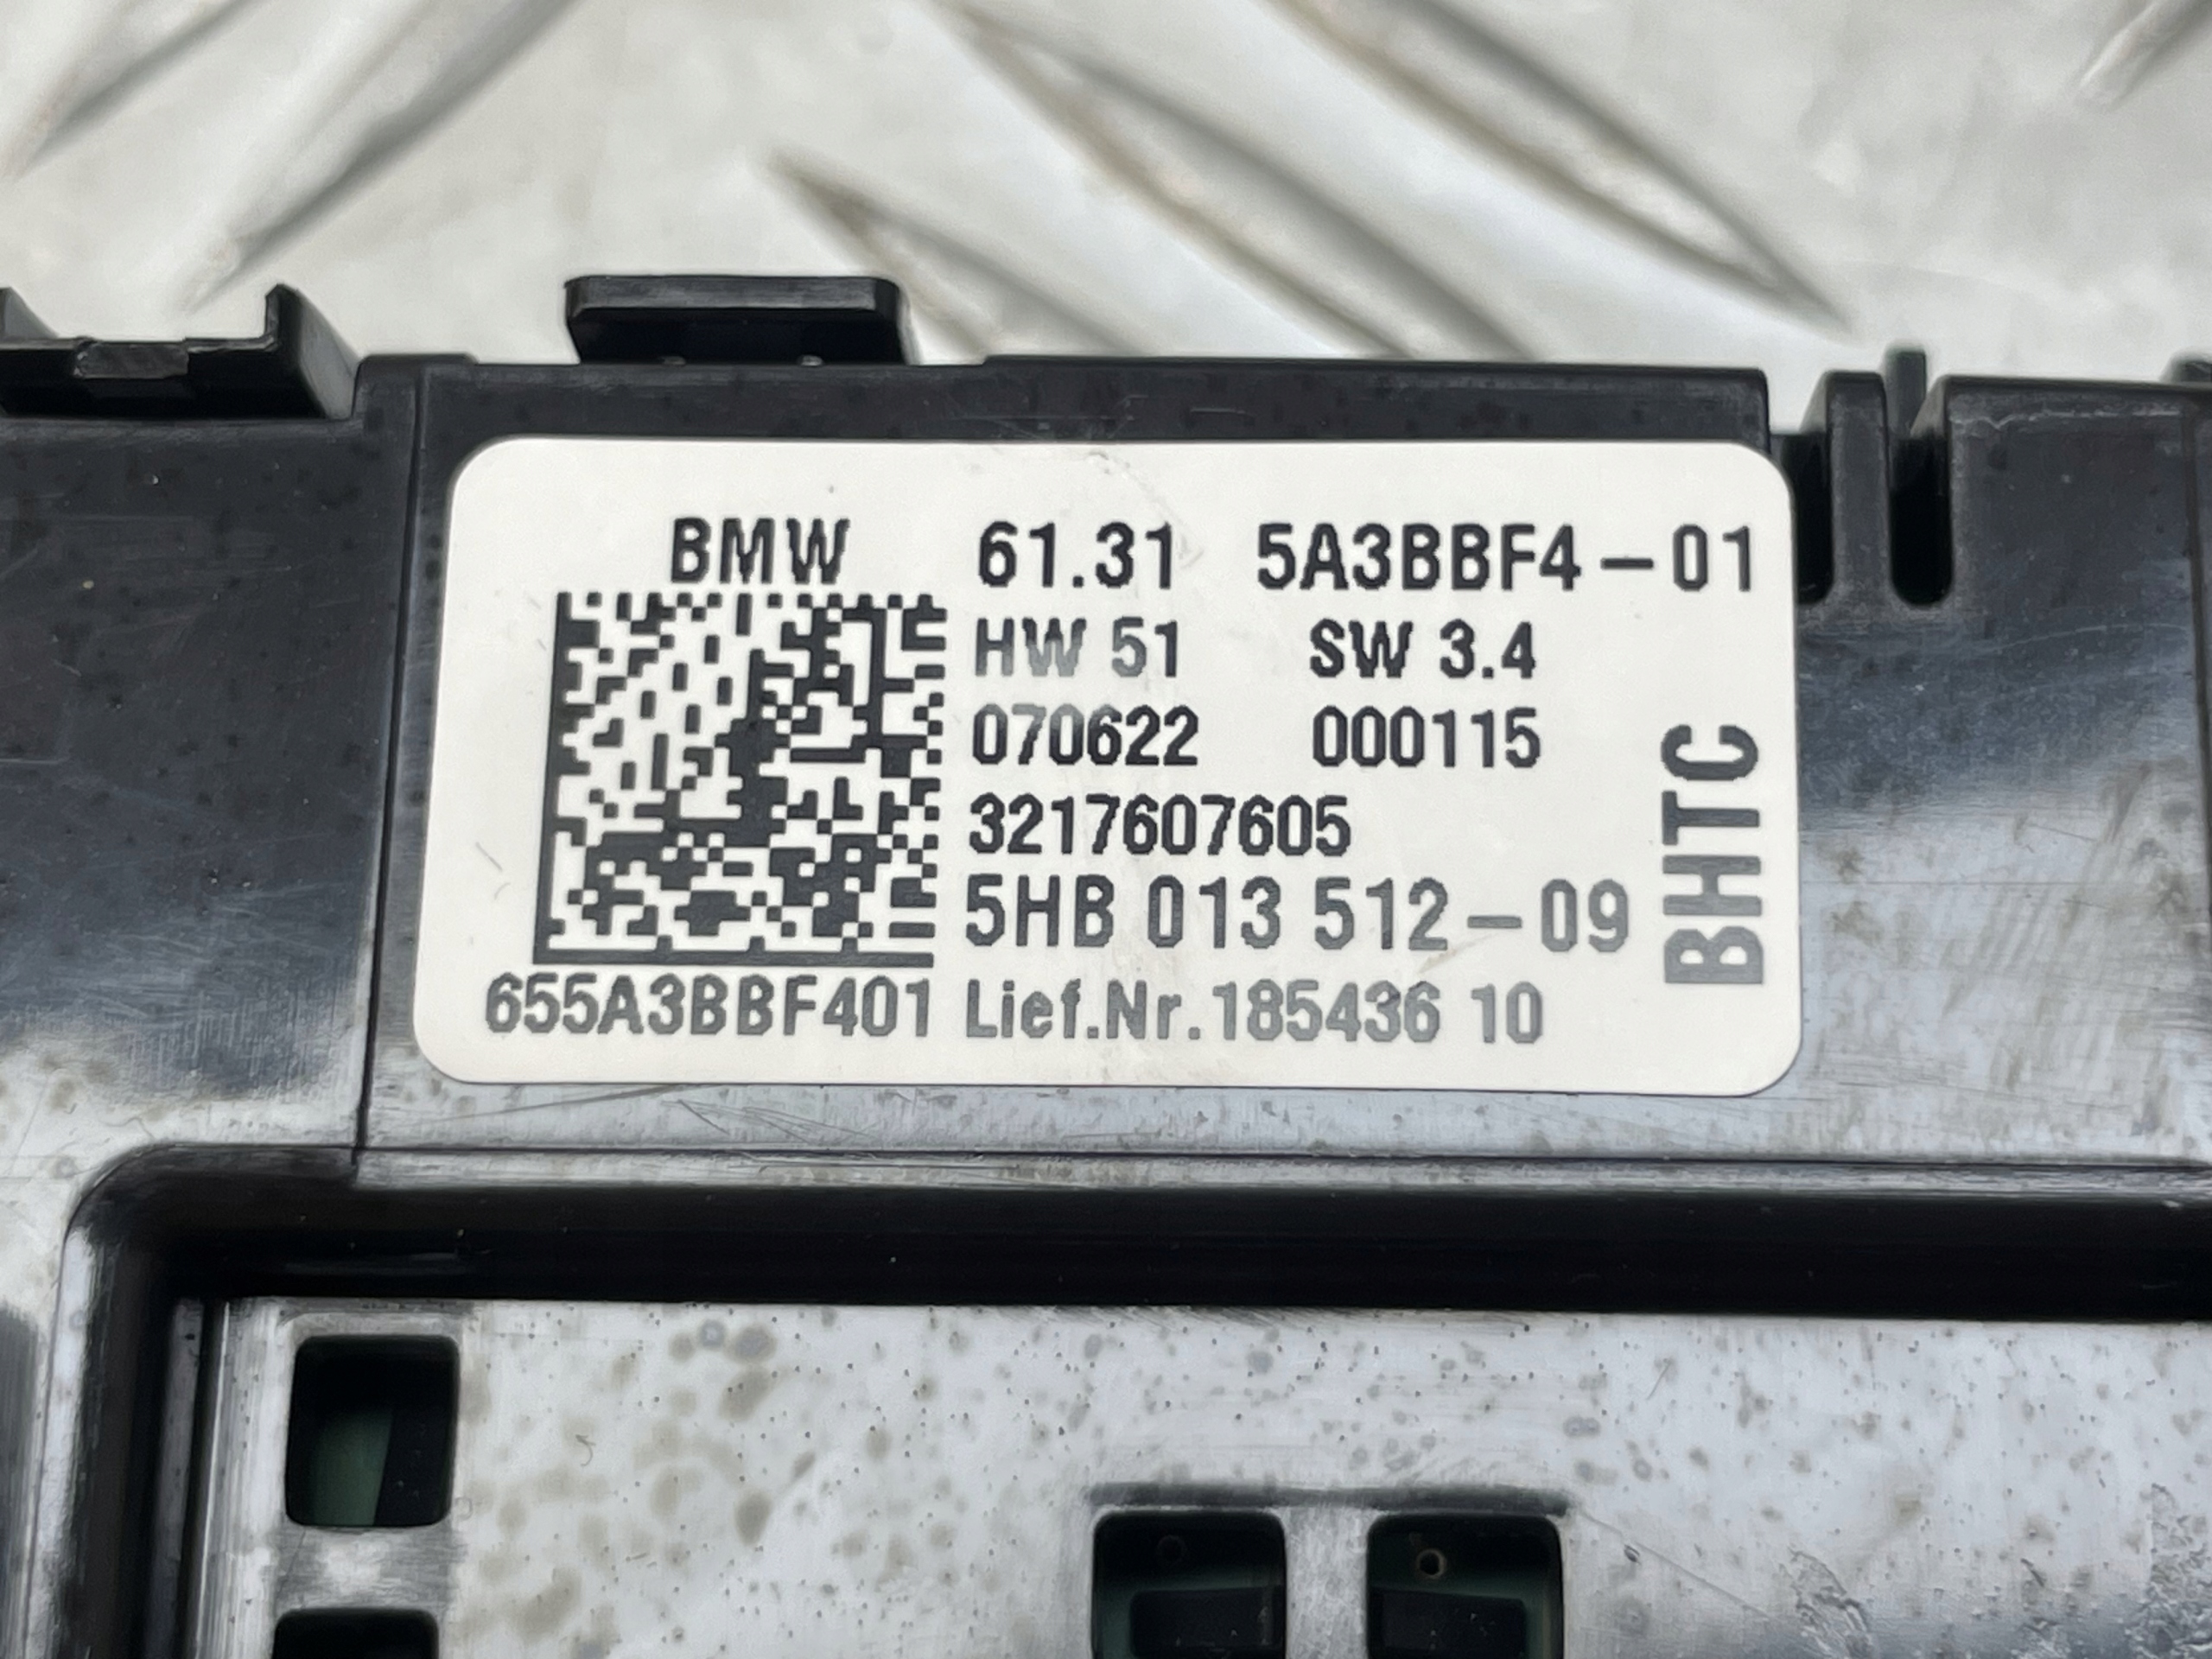 BMW 61.31 5A3BBF4-01
HW 51 SW 3.4
070622 000115
3217607605
5HB 013 512-09
655A3BBF401 Lief.Nr.185436 10
BHTC